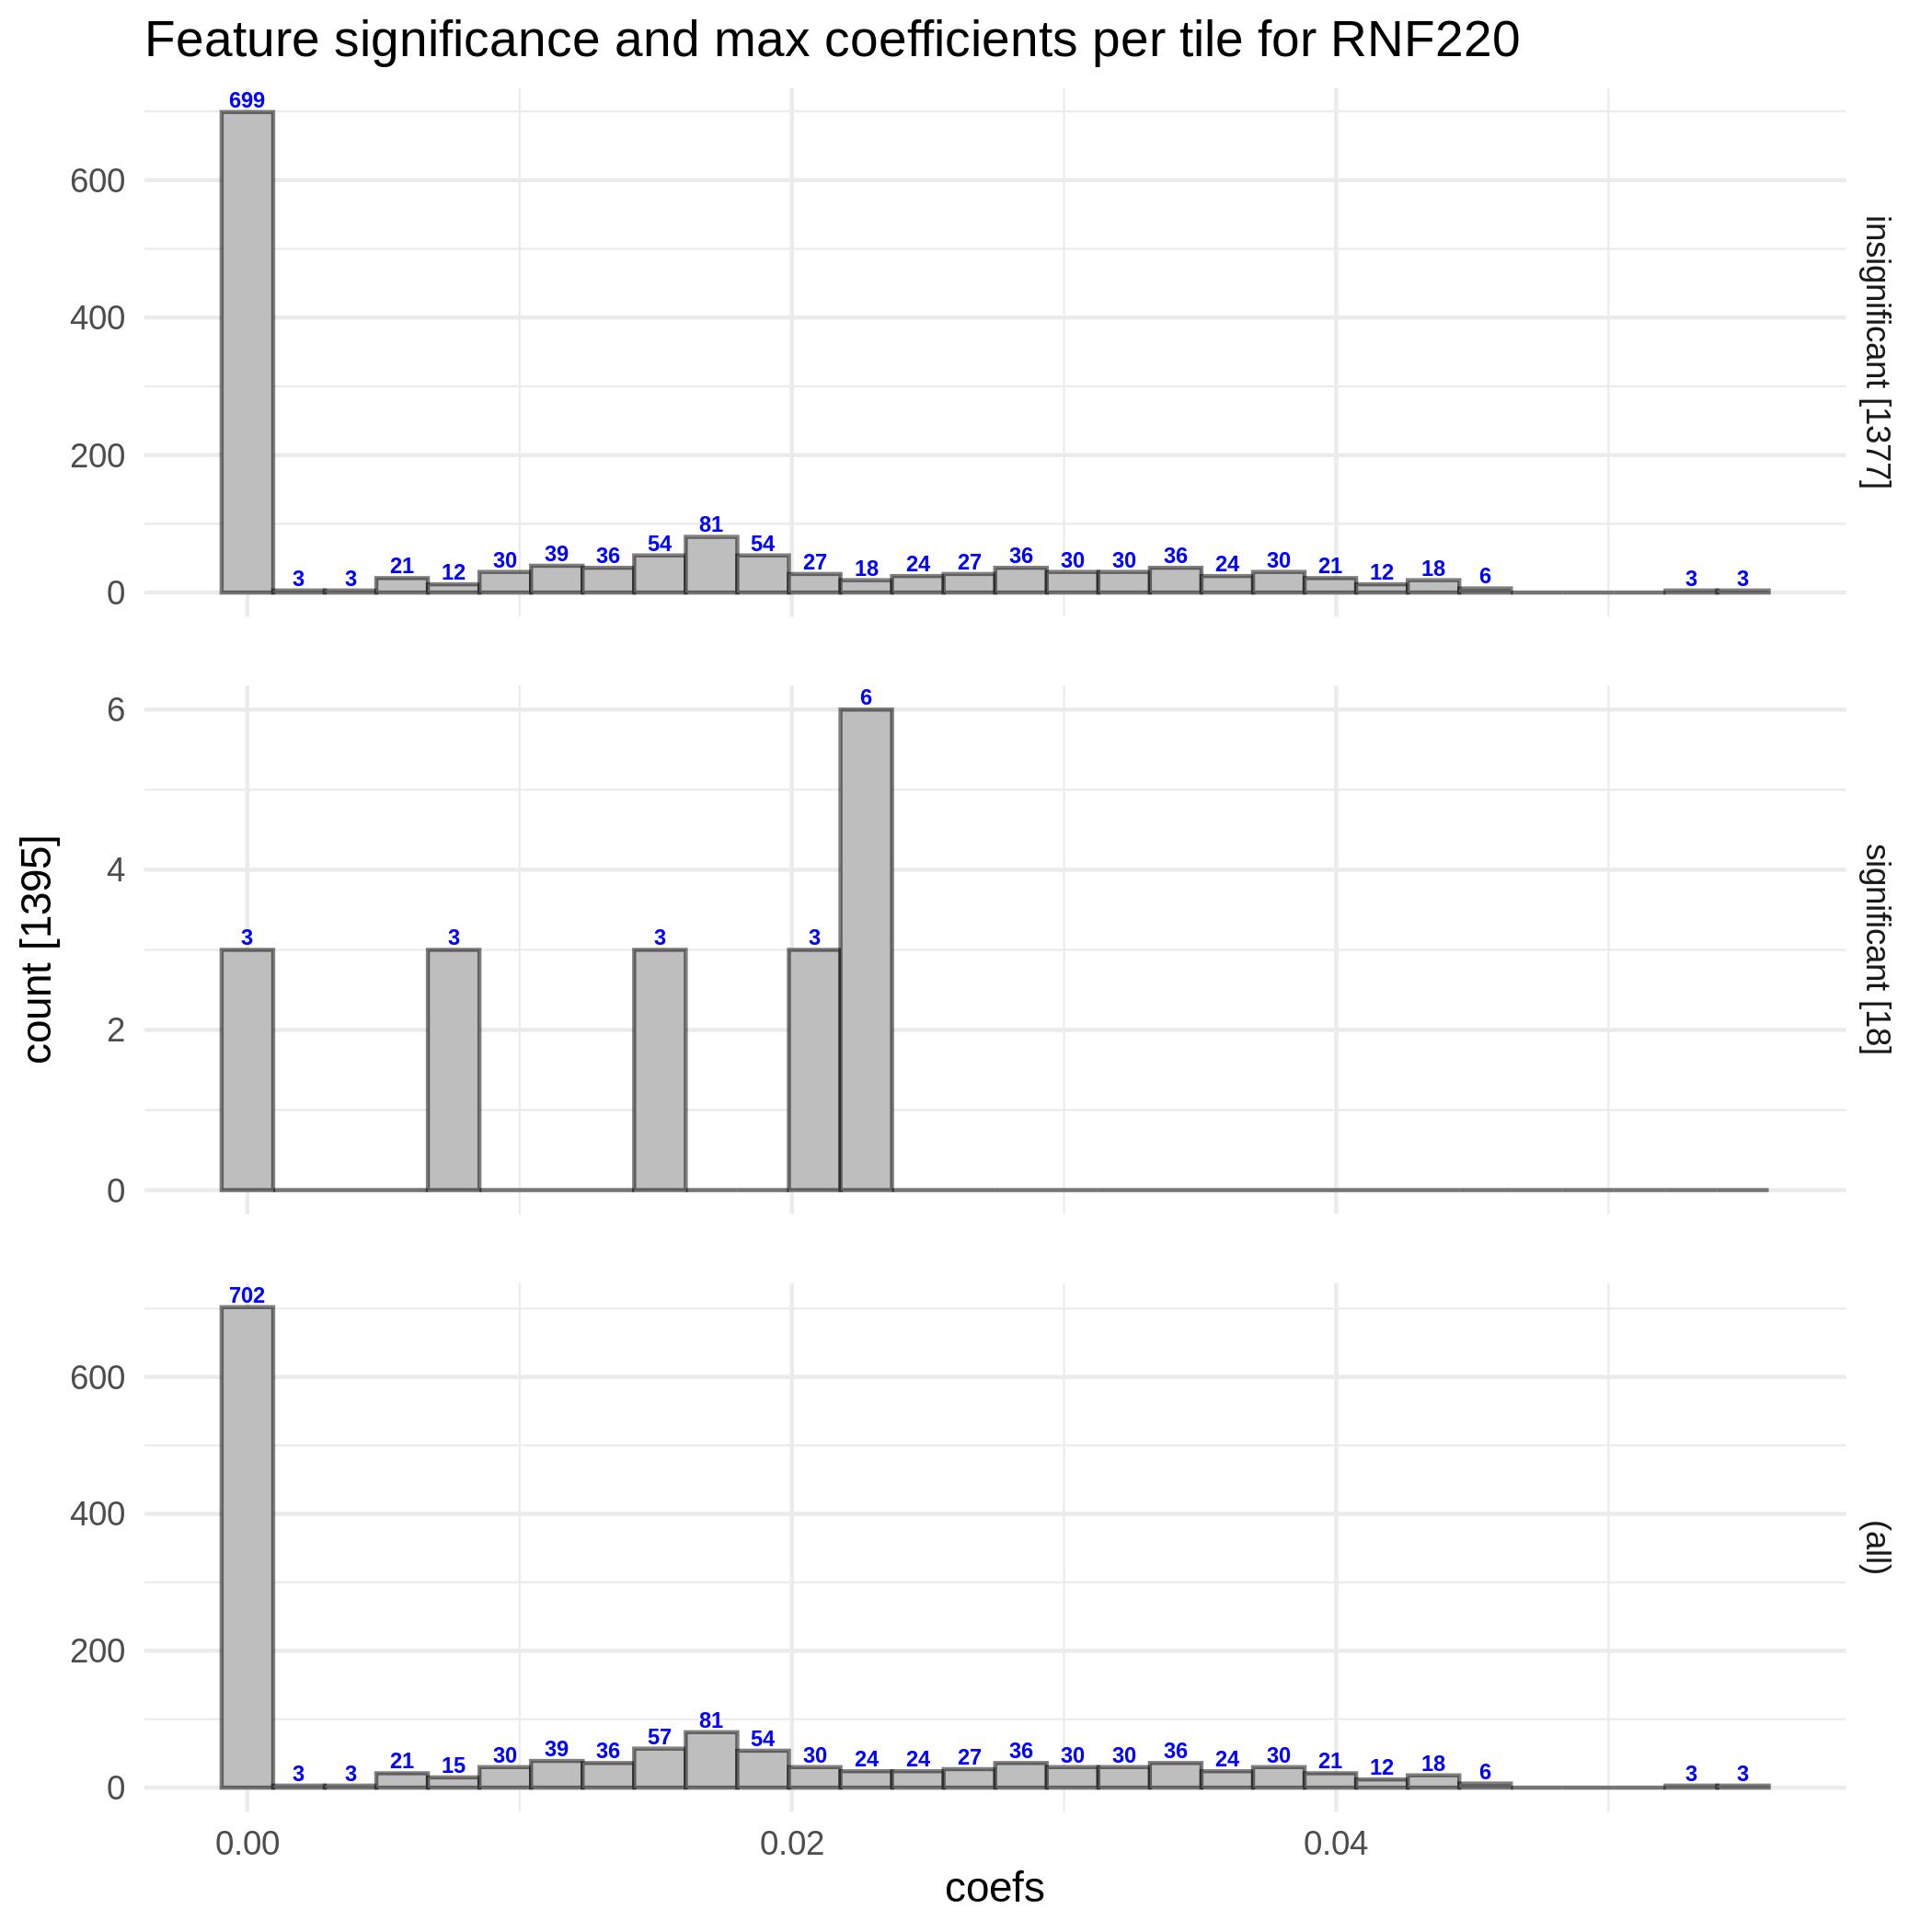 Feature significance and max coefficients per tile for RNF220
699
3 3 21 12 30 39 36 54 81 54 27 18 24 27 36 30 30 36 24 30 21 12 18 6 3 3
600
400
200
0
insignificant [1377]
6
3 3 3 3
6
4
2
0
significant [18]
count [1395]
702
3 3 21 15 30 39 36 57 81 54 30 24 24 27 36 30 30 36 24 30 21 12 18 6 3 3
600
400
200
0
(all)
0.00 0.02 0.04
coefs